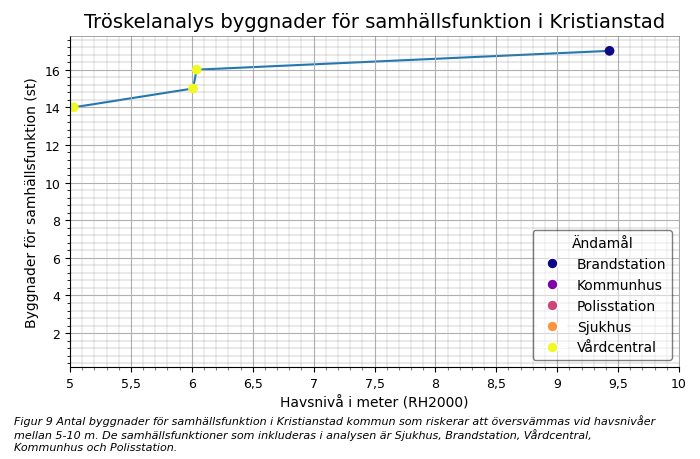 Tröskelanalys byggnader för samhällsfunktion i Kristianstad
Byggnader för samhällsfunktion (st)
16
14
12
10
8
6
4
2
Ändamål
Brandstation
Kommunhus
Polisstation
Sjukhus
Vårdcentral
5 5,5 6 6,5 7 7,5 8 8,5 9 9,5 10
Havsnivå i meter (RH2000)
Figur 9 Antal byggnader för samhällsfunktion i Kristianstad kommun som riskerar att översvämmas vid havsnivåer
mellan 5-10 m. De samhällsfunktioner som inkluderas i analysen är Sjukhus, Brandstation, Vårdcentral,
Kommunhus och Polisstation.